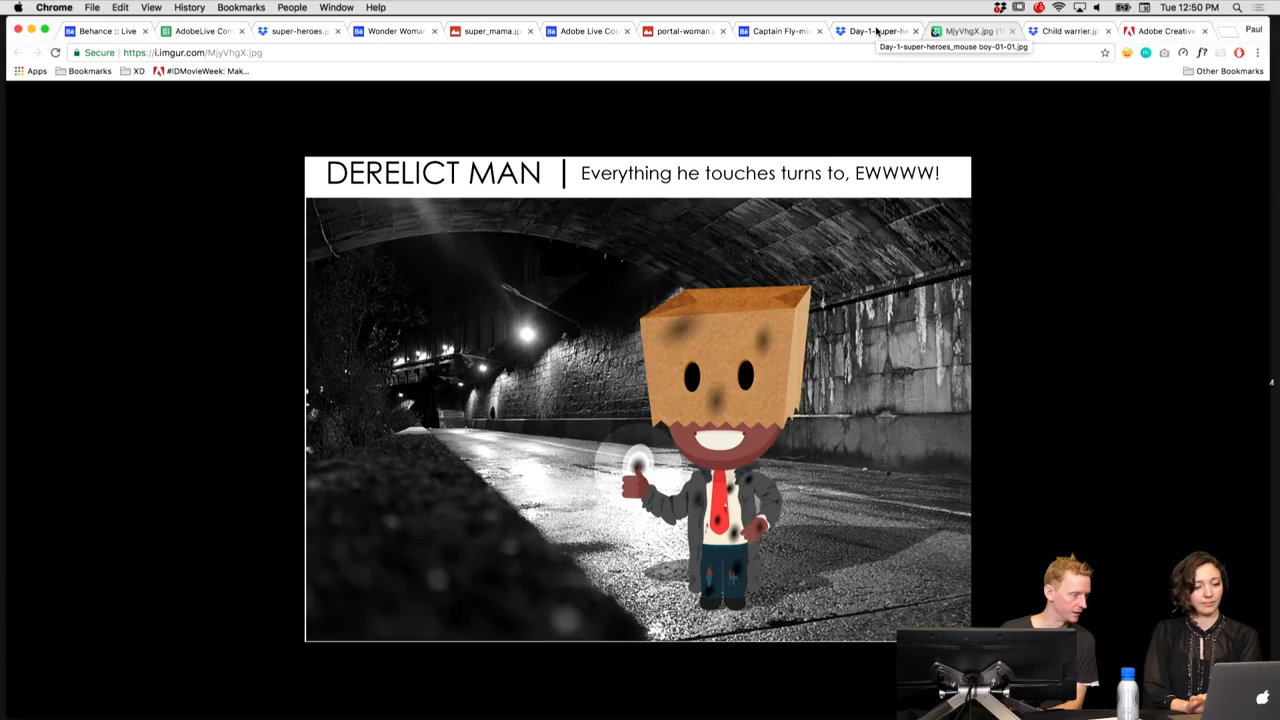 Chrome File Edit View History Bookmarks People Window Help Tue 12:50 PM
Behance :: Live AdobeLive Con super-heroes.j Wonder Woma super_mama.jp Adobe Live Co portal-woman. Captain Fly-m Day-1-super-he MjyVhgX.jpg Child warrier.jp Adobe Creative Paul
Secure https://i.imgur.com/MjyVhgX.jpg
Day-1-super-heroes_mouse boy-01-01.jpg
Apps Bookmarks XD #IDMovieWeek: Mak... Other Bookmarks
DERELICT MAN | Everything he touches turns to, EWWWW!